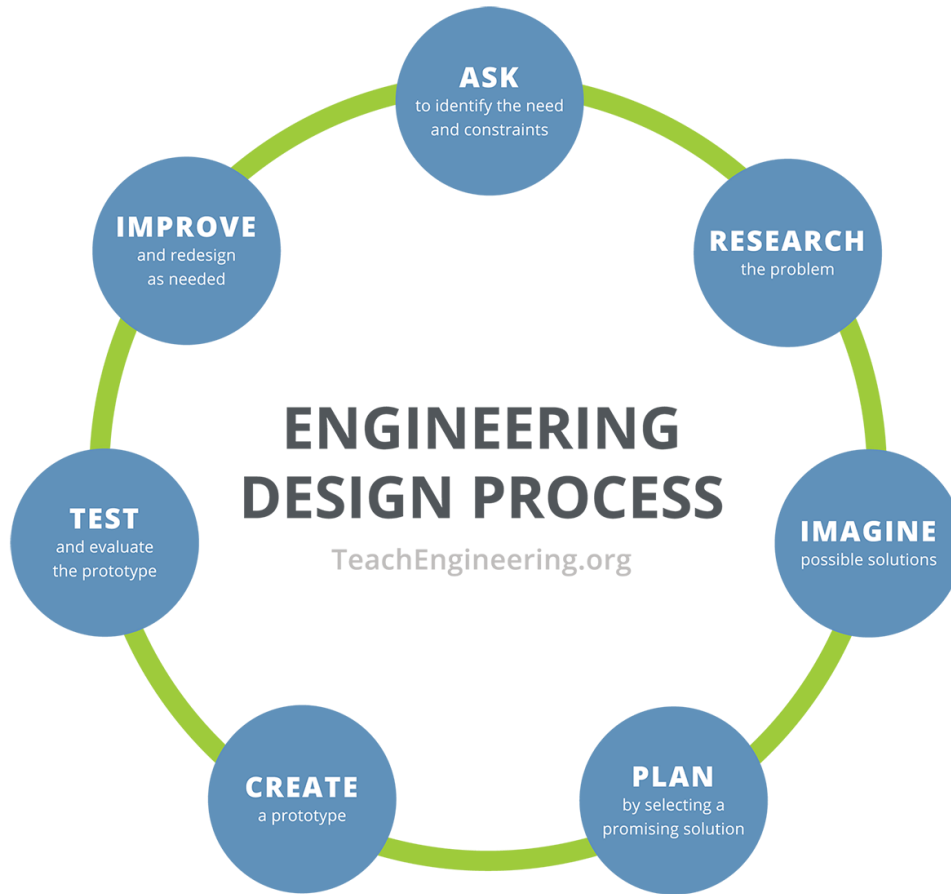 ASK
to identify the need
and constraints
RESEARCH
the problem
IMAGINE
possible solutions
PLAN
by selecting a
promising solution
CREATE
a prototype
TEST
and evaluate
the prototype
IMPROVE
and redesign
as needed
ENGINEERING
DESIGN PROCESS
TeachEngineering.org